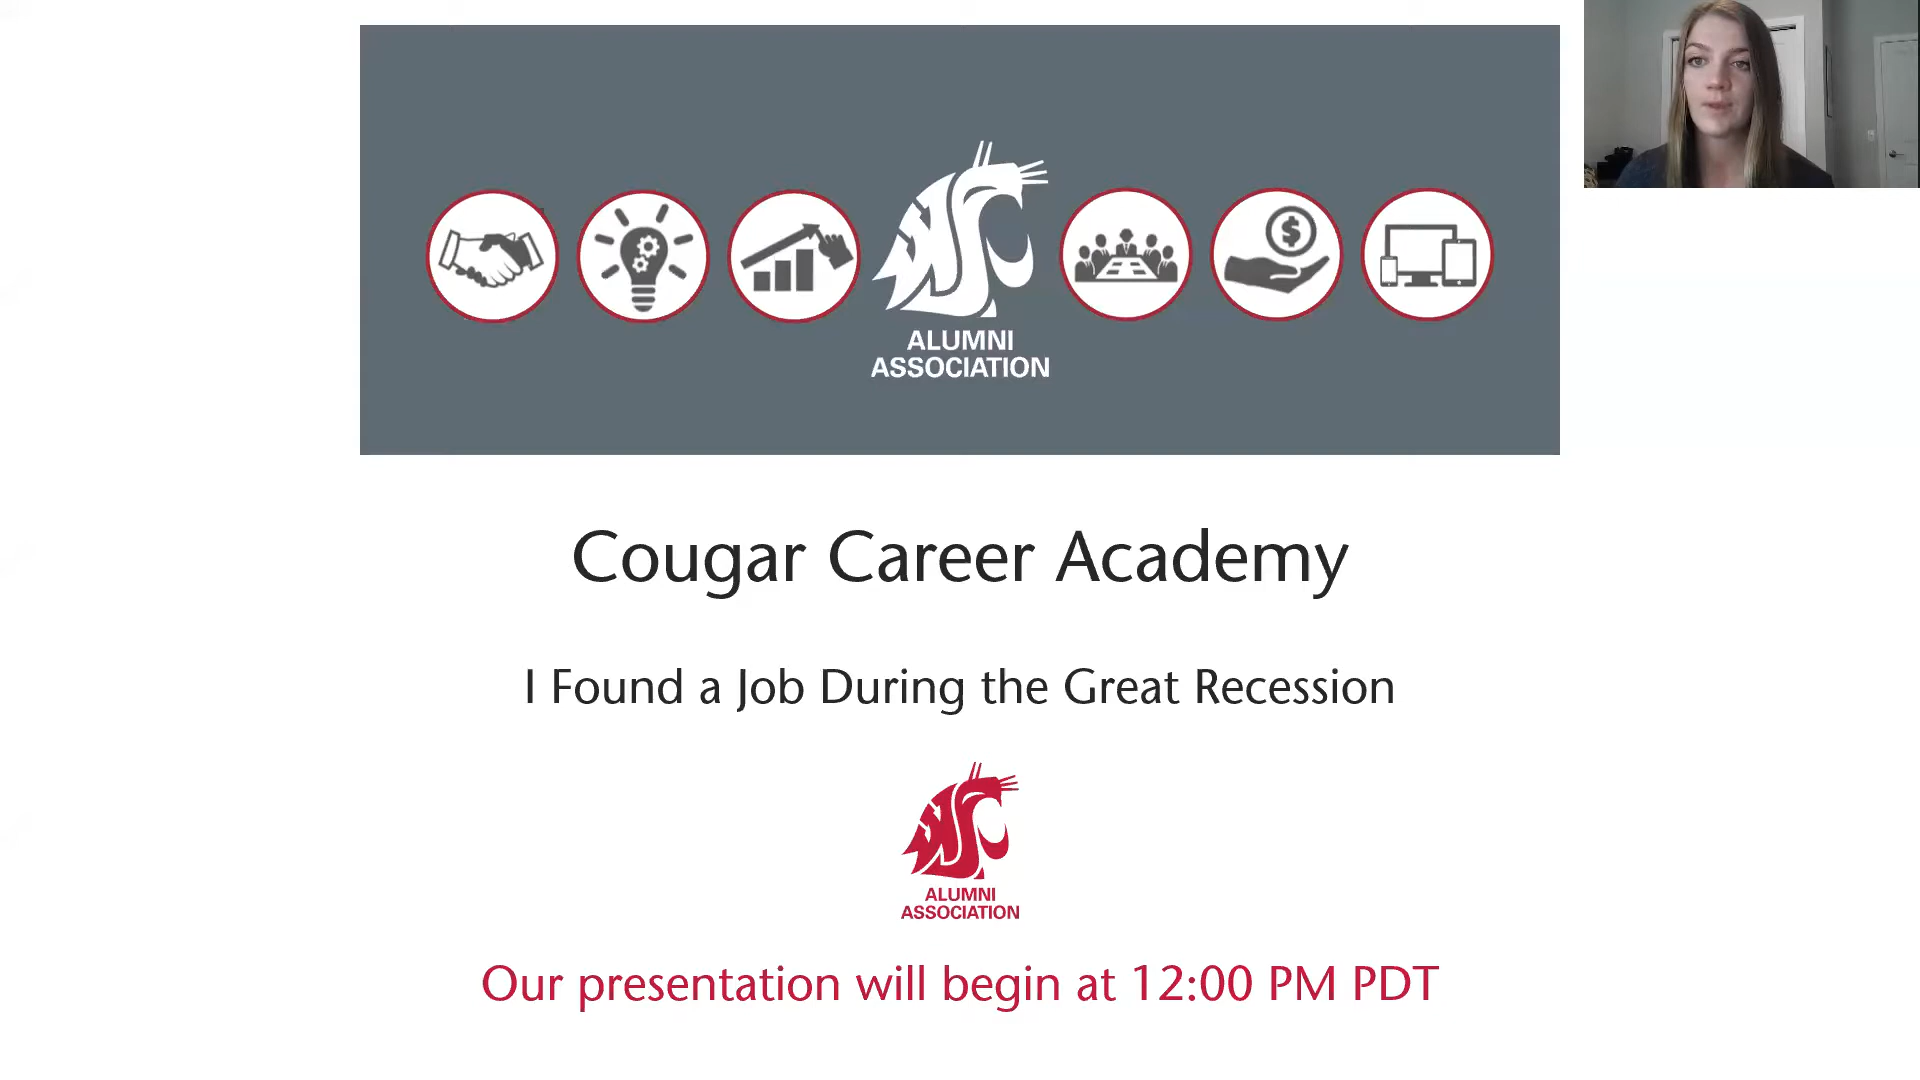 ALUMNI
ASSOCIATION
Cougar Career Academy
I Found a Job During the Great Recession
ALUMNI
ASSOCIATION
Our presentation will begin at 12:00 PM PDT